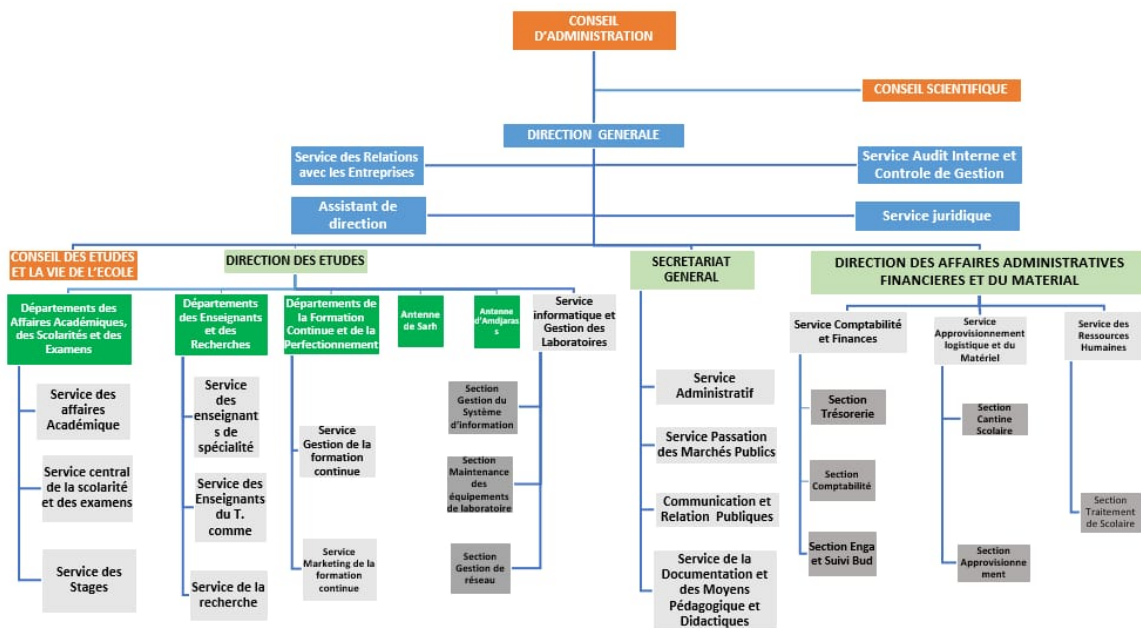 CONSEIL
D'ADMINISTRATION
CONSEIL SCIENTIFIQUE
DIRECTION GENERALE
Service des Relations
avec les Entreprises
Service Audit Interne et
Controle de Gestion
Assistant de
direction
Service juridique
CONSEIL DES ETUDES
ET LA VIE DE L'ECOLE
DIRECTION DES ETUDES
SECRETARIAT
GENERAL
DIRECTION DES AFFAIRES ADMINISTRATIVES
FINANCIERES ET DU MATERIAL
Départements des
Affaires Académiques,
des Scolarités et des
Examens
Départements des
Enseignants et des
Recherches
Départements de
la Formation
Continue et de la
Perfectionnement
Antenne
de Sarh
Antenne
d'Amdjaras
s
Service
informatique et
Gestion des
Laboratoires
Service Comptabilité
et Finances
Service
Approvisionnement
logistique et du
Matériel
Service des
Ressources
Humaines
Service des
affaires
Académique
Service central
de la scolarité
et des examens
Service des
Stages
Service
des
enseignant
s de
spécialité
Service des
Enseignants
du T.
comme
Service de la
recherche
Service
Gestion de la
formation
continue
Service
Marketing de la
formation
continue
Section
Gestion du
Système
d'information
Section
Maintenance
des
équipements
de laboratoire
Section
Gestion de
réseau
Service
Administratif
Service Passation
des Marchés Publics
Communication et
Relation Publiques
Service de la
Documentation et
des Moyens
Pédagogique et
Didactiques
Section
Trésorerie
Section
Comptabilité
Section Enga
et Suivi Bud
Section
Cantine
Scolaire
Section
Approvisionne
ment
Section
Traitement de
Scolaire